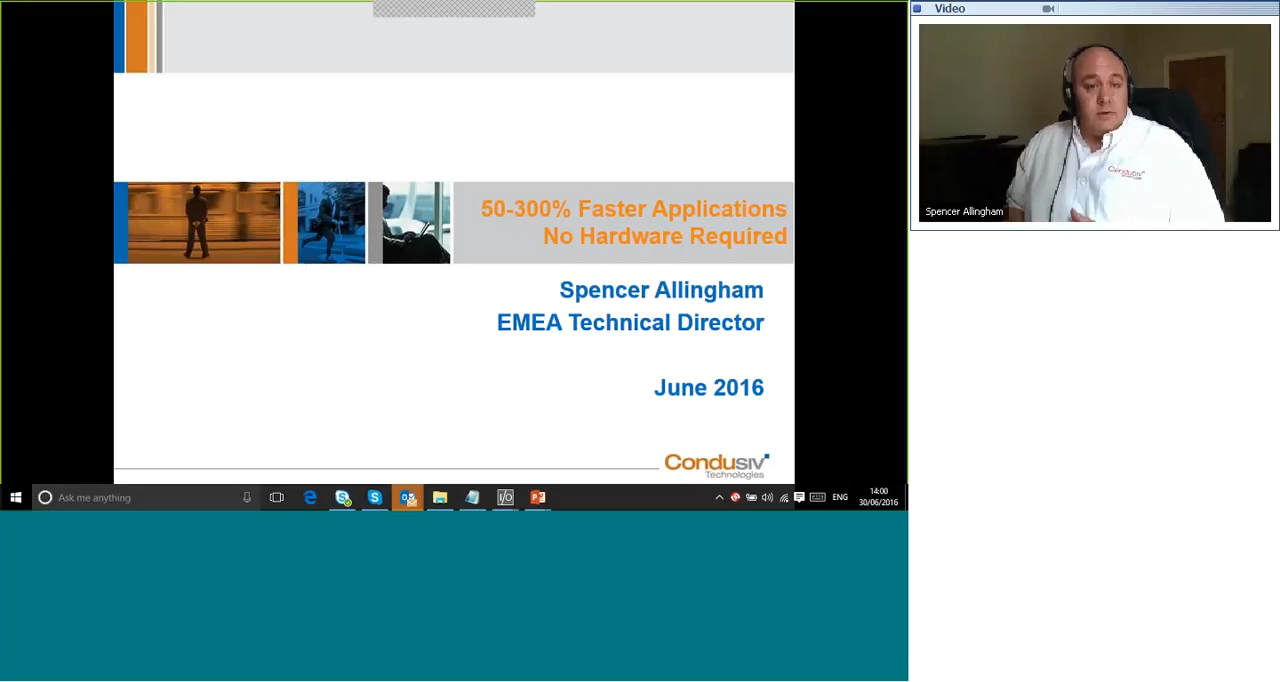 Video
50-300% Faster Applications
No Hardware Required
Spencer Allingham
EMEA Technical Director
June 2016
Condusiv
Technologies
Condusiv
Spencer Allingham
Ask me anything
I/O
ENG
14:00
30/06/2016